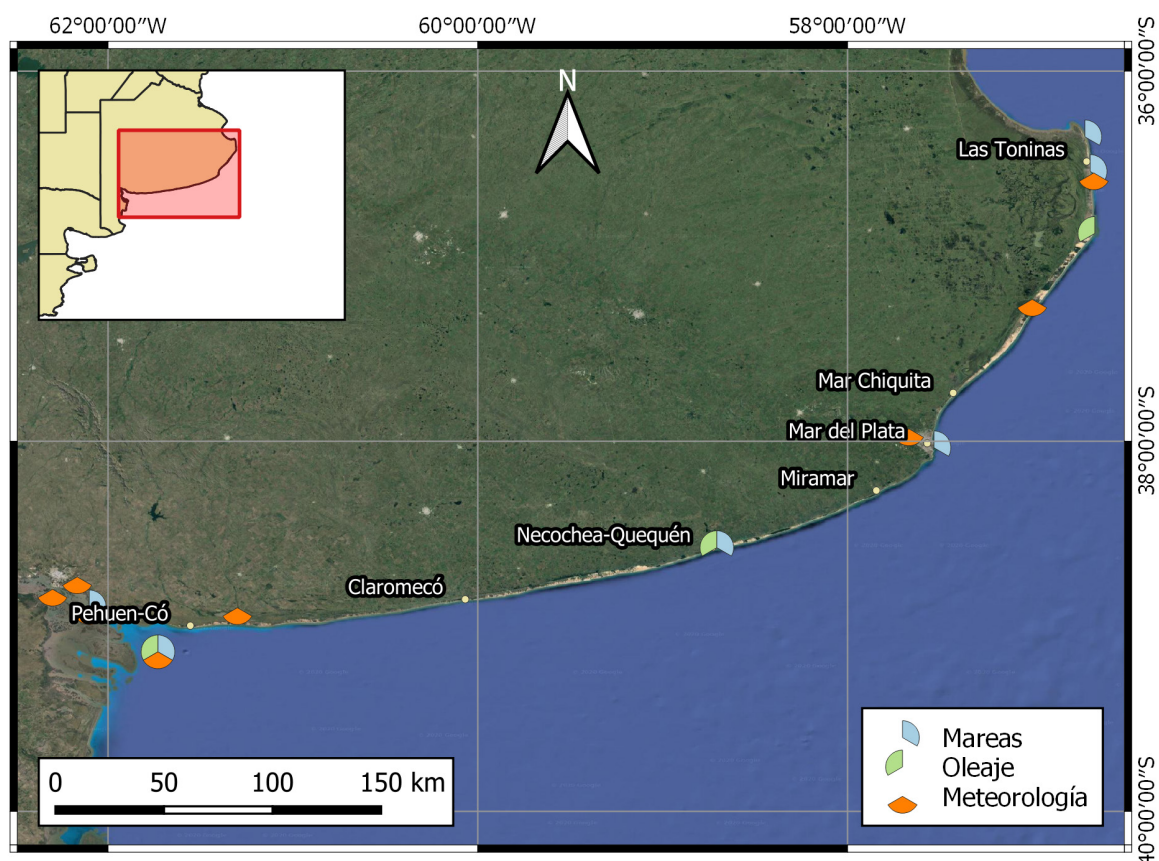 62°00′00″W 60°00′00″W 58°00′00″W
36°00′00″S
N
Las Toninas
Mar Chiquita
Mar del Plata
38°00′00″S
Miramar
Necochea-Quequén
Claromecó
Pehuen-Có
0 50 100 150 km
Mareas
Oleaje
Meteorología
40°00′00″S